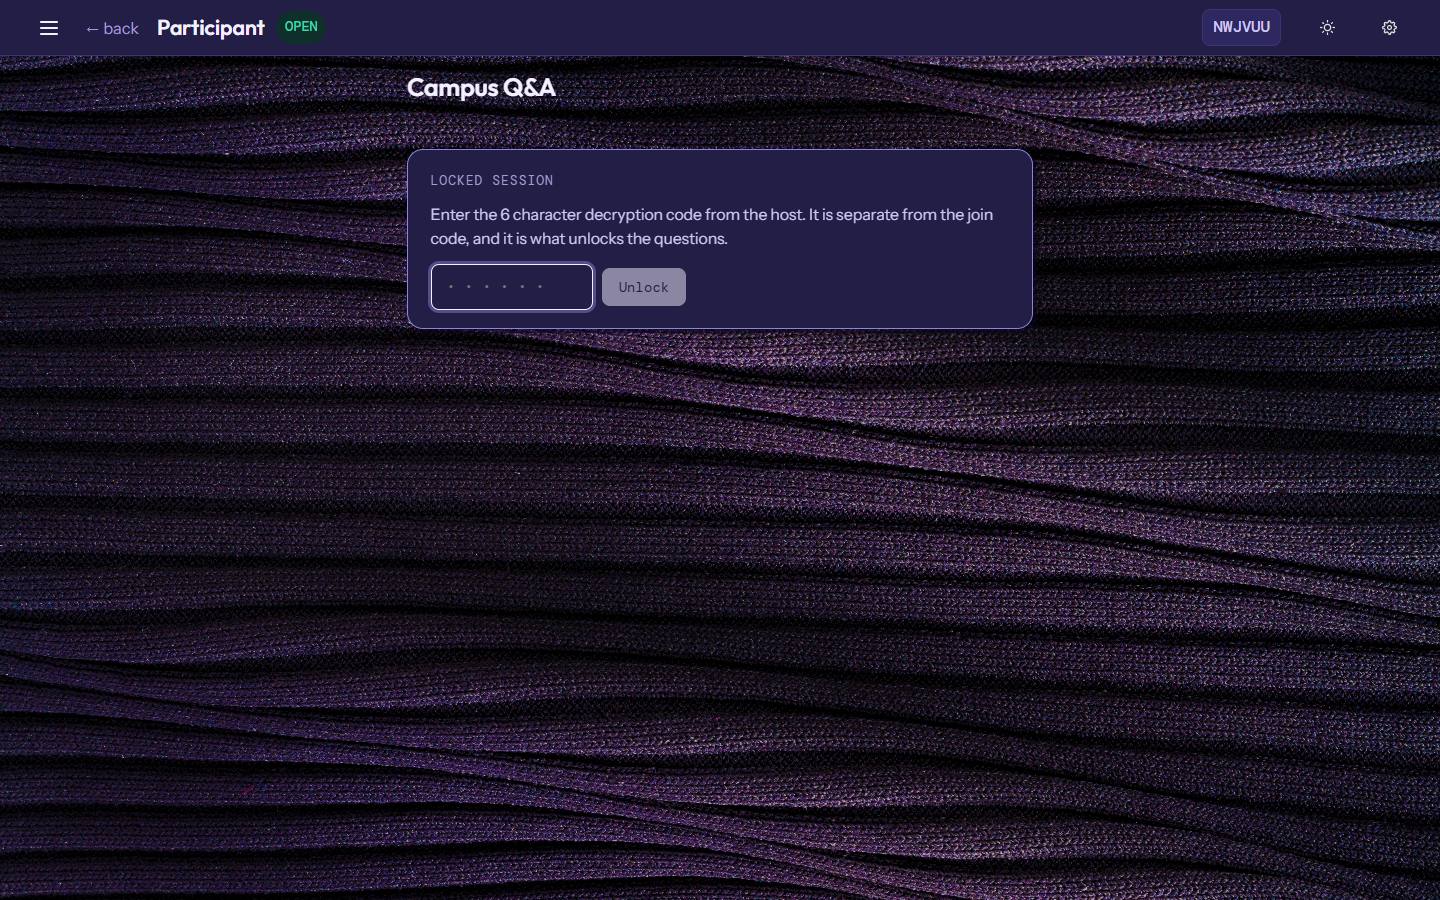 ← back
Participant
OPEN
NWJVUU
Campus Q&A
LOCKED SESSION
Enter the 6 character decryption code from the host. It is separate from the join
code, and it is what unlocks the questions.
• • • • • •
Unlock